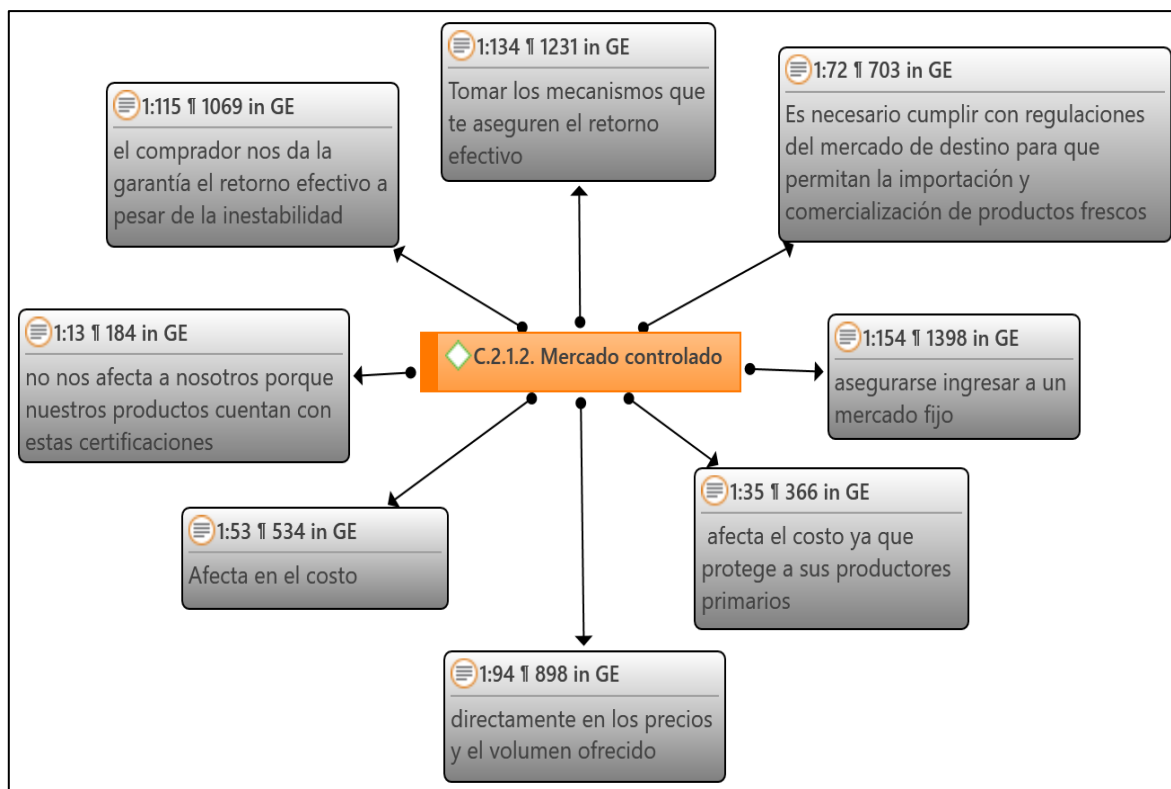 1:134 ¶ 1231 in GE
Tomar los mecanismos que
te aseguren el retorno
efectivo
1:72 ¶ 703 in GE
Es necesario cumplir con regulaciones
del mercado de destino para que
permitan la importación y
comercialización de productos frescos
1:115 ¶ 1069 in GE
el comprador nos da la
garantía el retorno efectivo a
pesar de la inestabilidad
1:13 ¶ 184 in GE
no nos afecta a nosotros porque
nuestros productos cuentan con
estas certificaciones
C.2.1.2. Mercado controlado
1:154 ¶ 1398 in GE
asegurarse ingresar a un
mercado fijo
1:53 ¶ 534 in GE
Afecta en el costo
1:35 ¶ 366 in GE
afecta el costo ya que
protege a sus productores
primarios
1:94 ¶ 898 in GE
directamente en los precios
y el volumen ofrecido